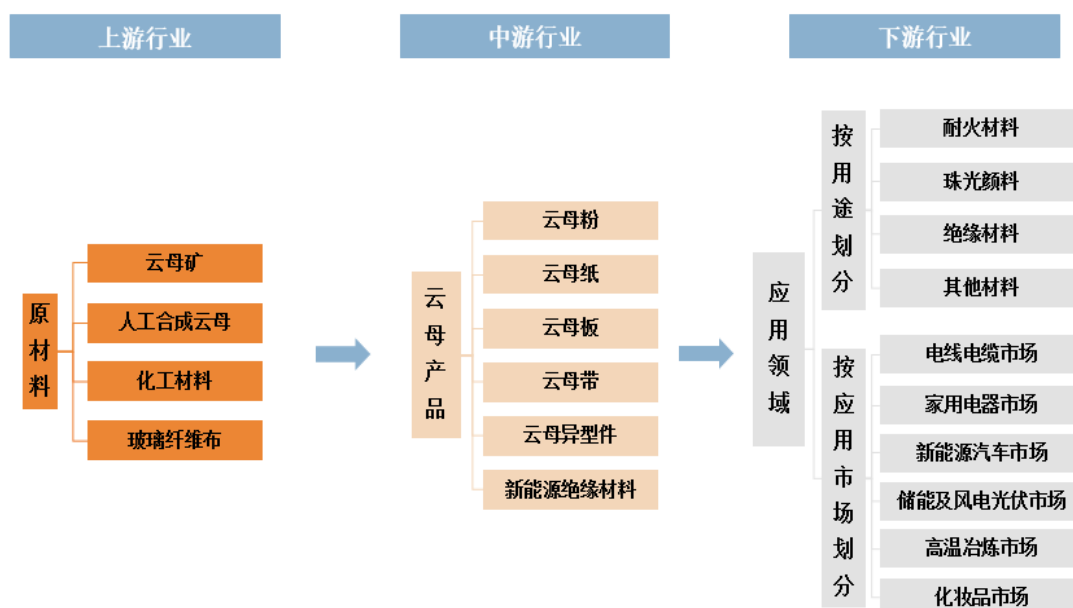 上游行业
中游行业
下游行业
原材料
云母矿
人工合成云母
化工材料
玻璃纤维布
云母产品
云母粉
云母纸
云母板
云母带
云母异型件
新能源绝缘材料
应用领域
按用途划分
耐火材料
珠光颜料
绝缘材料
其他材料
按应用市场划分
电线电缆市场
家用电器市场
新能源汽车市场
储能及风电光伏市场
高温冶炼市场
化妆品市场